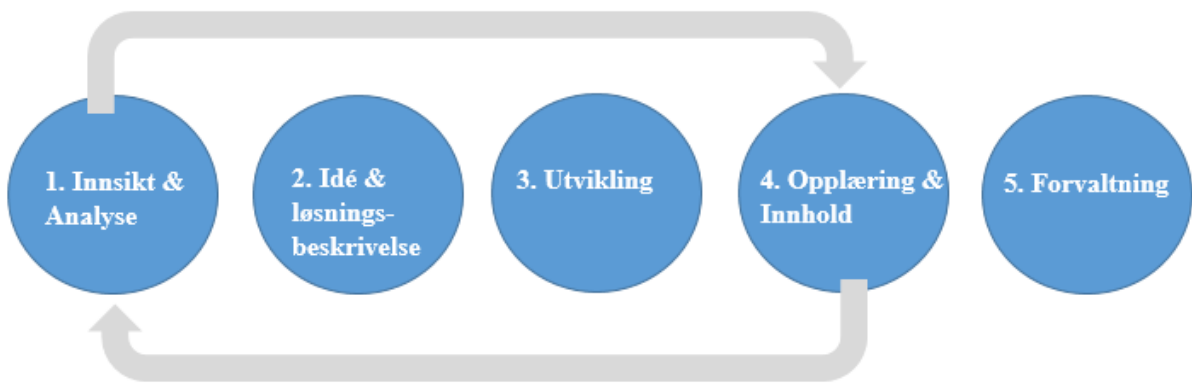 1. Innsikt &
Analyse
2. Idé &
løsnings-
beskrivelse
3. Utvikling
4. Opplæring &
Innhold
5. Forvaltning